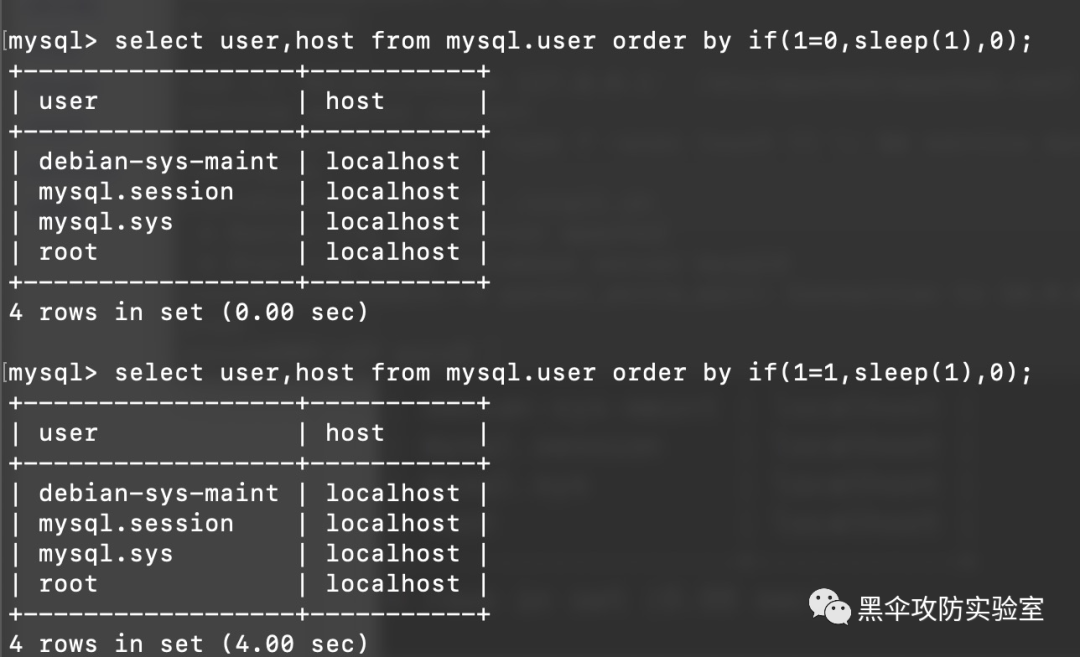 mysql> select user,host from mysql.user order by if(1=0,sleep(1),0);
+------------------+-----------+
| user             | host      |
+------------------+-----------+
| debian-sys-maint | localhost |
| mysql.session    | localhost |
| mysql.sys        | localhost |
| root             | localhost |
+------------------+-----------+
4 rows in set (0.00 sec)
mysql> select user,host from mysql.user order by if(1=1,sleep(1),0);
+------------------+-----------+
| user             | host      |
+------------------+-----------+
| debian-sys-maint | localhost |
| mysql.session    | localhost |
| mysql.sys        | localhost |
| root             | localhost |
+------------------+-----------+
黑伞攻防实验室
4 rows in set (4.00 sec)